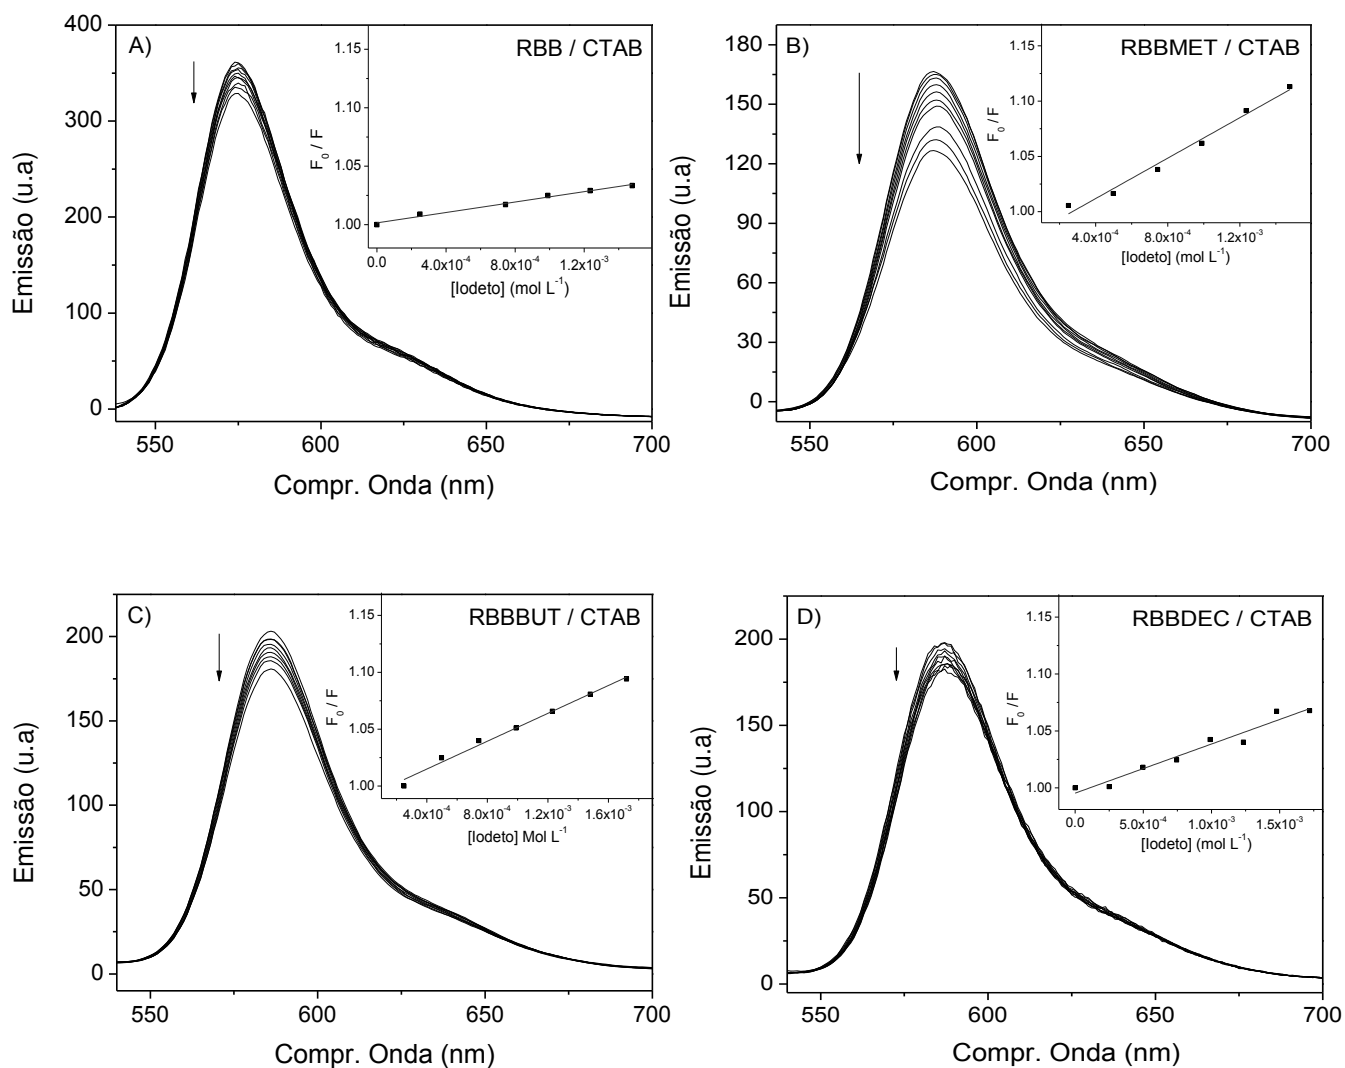 A)
RBB / CTAB
Emissão (u.a)
400
300
200
100
0
550
600
650
700
Compr. Onda (nm)
F0 / F
1.15
1.10
1.05
1.00
0.0
4.0x10-4
8.0x10-4
1.2x10-3
[Iodeto] (mol L-1)
B)
RBBMET / CTAB
Emissão (u.a)
180
150
120
90
60
30
0
550
600
650
700
Compr. Onda (nm)
F0 / F
1.15
1.10
1.05
1.00
4.0x10-4
8.0x10-4
1.2x10-3
[Iodeto] (mol L-1)
C)
RBBBUT / CTAB
Emissão (u.a)
200
150
100
50
0
550
600
650
700
Compr. Onda (nm)
F0 / F
1.15
1.10
1.05
1.00
4.0x10-4
8.0x10-4
1.2x10-3
1.6x10-3
[Iodeto] Mol L-1
D)
RBBDEC / CTAB
Emissão (u.a)
200
150
100
50
0
550
600
650
700
Compr. Onda (nm)
F0 / F
1.15
1.10
1.05
1.00
0.0
5.0x10-4
1.0x10-3
1.5x10-3
[Iodeto] (mol L-1)